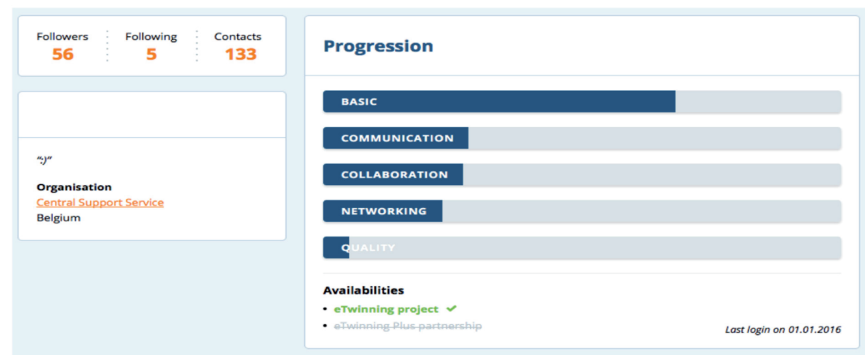 Followers Following Contacts
56 5 133
":)"
Organisation
Central Support Service
Belgium
Progression
BASIC
COMMUNICATION
COLLABORATION
NETWORKING
QUALITY
Availabilities
• eTwinning project ✔
• eTwinning Plus partnership
Last login on 01.01.2016